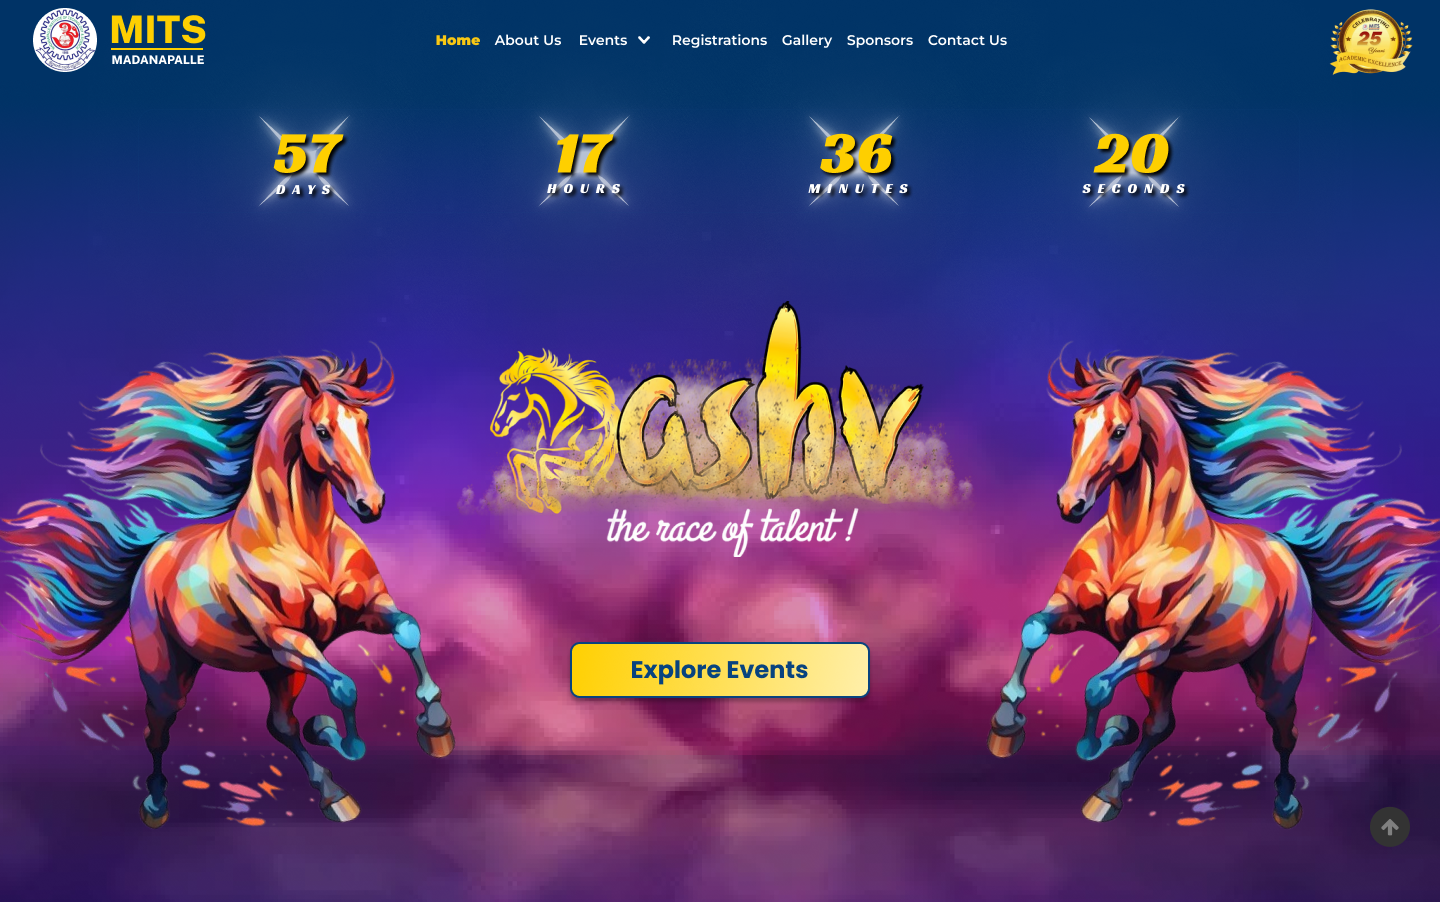 MITS
MADANAPALLE
Home About Us Events Registrations Gallery Sponsors Contact Us
CELEBRATING
MITS
25
Years
ACADEMIC EXCELLENCE
57 17 36 20
DAYS HOURS MINUTES SECONDS
ashv
the race of talent !
Explore Events